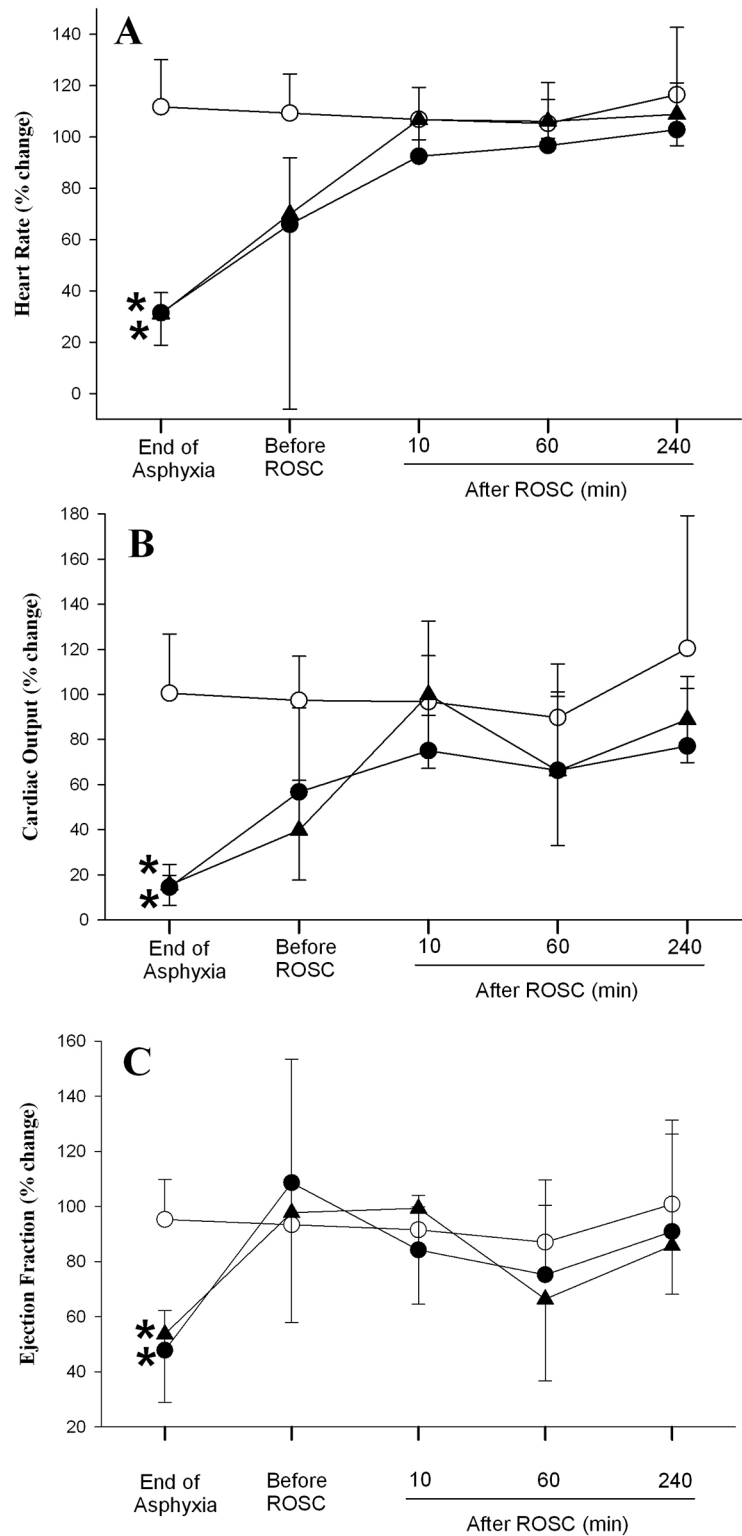 A
Heart Rate (% change)
140
120
100
80
60
40
20
0
*
*
End of
Asphyxia
Before
ROSC
10
60
240
After ROSC (min)
B
Cardiac Output (% change)
180
160
140
120
100
80
60
40
20
0
*
*
End of
Asphyxia
Before
ROSC
10
60
240
After ROSC (min)
C
Ejection Fraction (% change)
160
140
120
100
80
60
40
20
*
*
End of
Asphyxia
Before
ROSC
10
60
240
After ROSC (min)